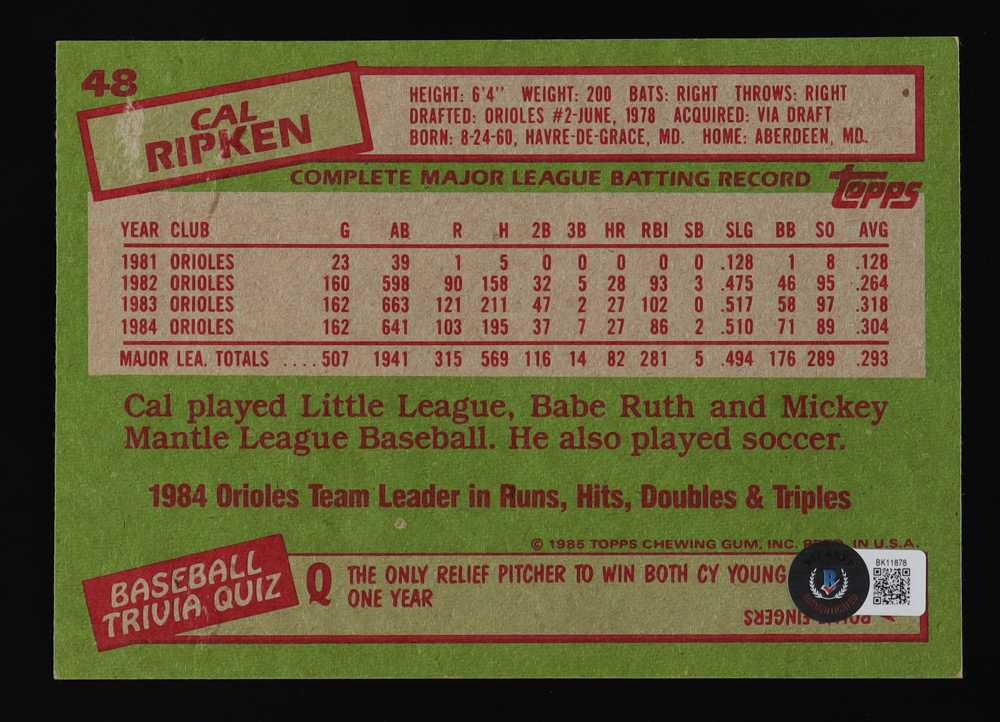 48
CAL
RIPKEN
HEIGHT: 6'4" WEIGHT: 200 BATS: RIGHT THROWS: RIGHT
DRAFTED: ORIOLES #2-JUNE, 1978 ACQUIRED: VIA DRAFT
BORN: 8-24-60, HAVRE-DE-GRACE, MD. HOME: ABERDEEN, MD.
COMPLETE MAJOR LEAGUE BATTING RECORD
topps
YEAR CLUB G AB R H 2B 3B HR RBI SB SLG BB SO AVG
1981 ORIOLES 23 39 1 5 0 0 0 0 0 .128 1 8 .128
1982 ORIOLES 160 598 90 158 32 5 28 93 3 .475 46 95 .264
1983 ORIOLES 162 663 121 211 47 2 27 102 0 .517 58 97 .318
1984 ORIOLES 162 641 103 195 37 7 27 86 2 .510 71 89 .304
MAJOR LEA. TOTALS ....507 1941 315 569 116 14 82 281 5 .494 176 289 .293
Cal played Little League, Babe Ruth and Mickey
Mantle League Baseball. He also played soccer.
1984 Orioles Team Leader in Runs, Hits, Doubles & Triples
© 1985 TOPPS CHEWING GUM, INC. IN U.S.A.
BASEBALL
TRIVIA QUIZ
Q THE ONLY RELIEF PITCHER TO WIN BOTH CY YOUNG
ONE YEAR
FINGERS
BECKETT
B
AUTHENTICATED
BK11878